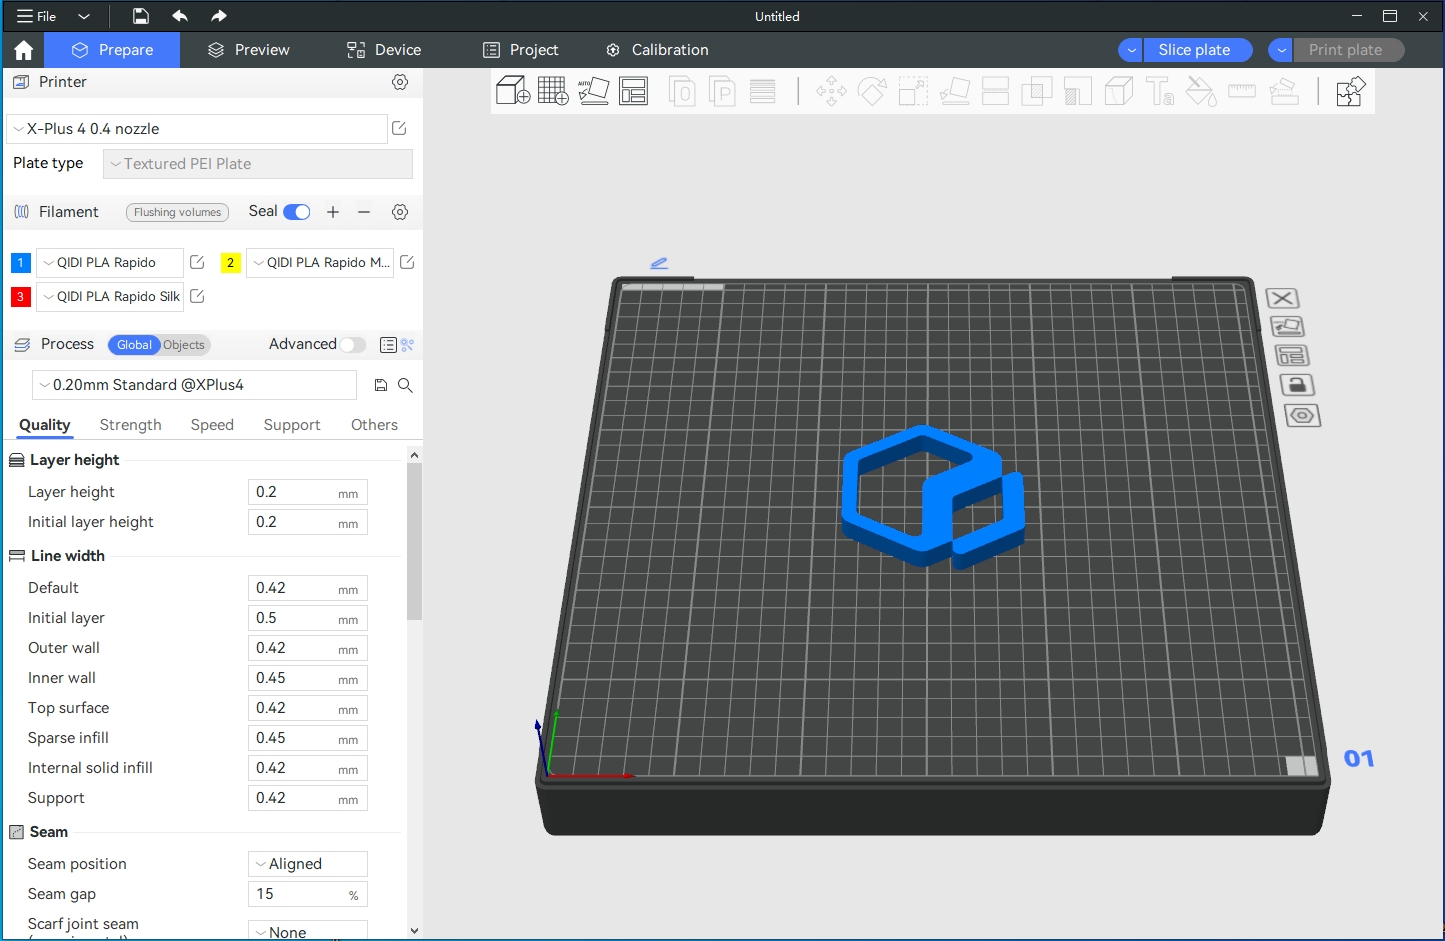 File
Untitled
Prepare
Preview
Device
Project
Calibration
Slice plate
Print plate
Printer
X-Plus 4 0.4 nozzle
Plate type
Textured PEI Plate
Filament
Flushing volumes
Seal
1 QIDI PLA Rapido
2 QIDI PLA Rapido M...
3 QIDI PLA Rapido Silk
Process
Global
Objects
Advanced
0.20mm Standard @XPlus4
Quality
Strength
Speed
Support
Others
Layer height
Layer height 0.2 mm
Initial layer height 0.2 mm
Line width
Default 0.42 mm
Initial layer 0.5 mm
Outer wall 0.42 mm
Inner wall 0.45 mm
Top surface 0.42 mm
Sparse infill 0.45 mm
Internal solid infill 0.42 mm
Support 0.42 mm
Seam
Seam position Aligned
Seam gap 15 %
Scarf joint seam
None
AUTO
01